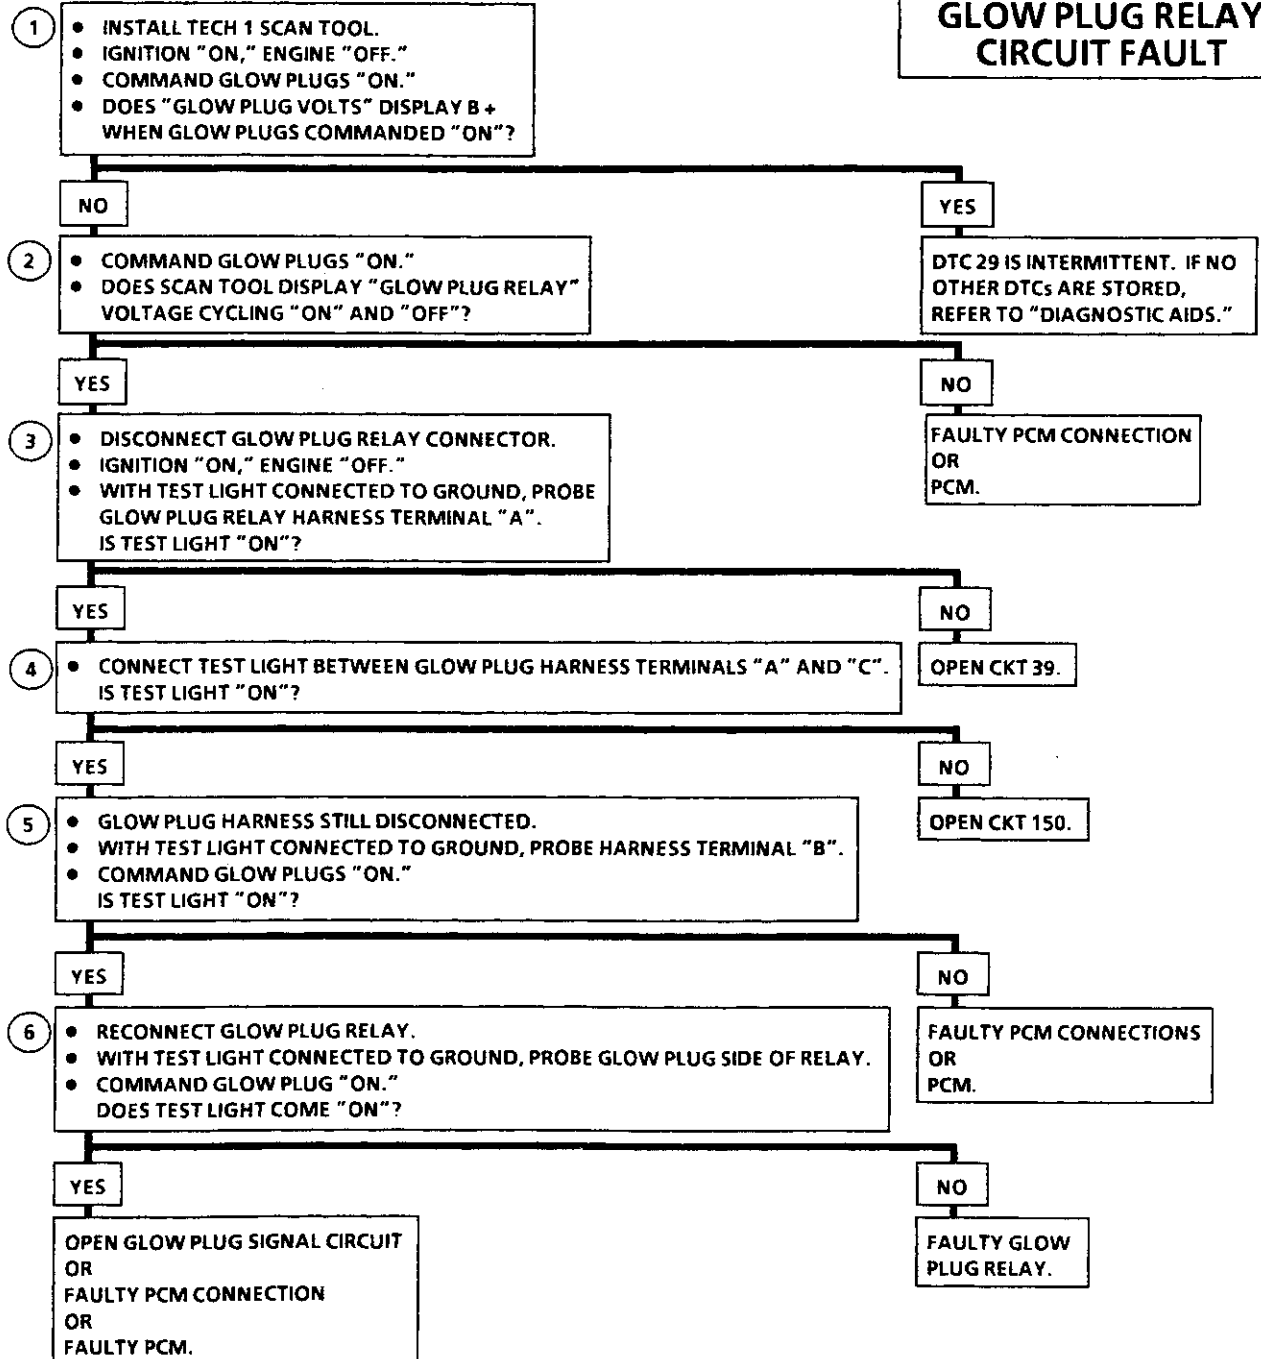 GLOW PLUG RELAY
CIRCUIT FAULT
1
• INSTALL TECH 1 SCAN TOOL.
• IGNITION "ON," ENGINE "OFF."
• COMMAND GLOW PLUGS "ON."
• DOES "GLOW PLUG VOLTS" DISPLAY B +
WHEN GLOW PLUGS COMMANDED "ON"?
NO
YES
2
• COMMAND GLOW PLUGS "ON."
• DOES SCAN TOOL DISPLAY "GLOW PLUG RELAY"
VOLTAGE CYCLING "ON" AND "OFF"?
DTC 29 IS INTERMITTENT. IF NO
OTHER DTCs ARE STORED,
REFER TO "DIAGNOSTIC AIDS."
YES
NO
3
• DISCONNECT GLOW PLUG RELAY CONNECTOR.
• IGNITION "ON," ENGINE "OFF."
• WITH TEST LIGHT CONNECTED TO GROUND, PROBE
GLOW PLUG RELAY HARNESS TERMINAL "A".
IS TEST LIGHT "ON"?
FAULTY PCM CONNECTION
OR
PCM.
YES
NO
4
• CONNECT TEST LIGHT BETWEEN GLOW PLUG HARNESS TERMINALS "A" AND "C".
IS TEST LIGHT "ON"?
OPEN CKT 39.
YES
NO
5
• GLOW PLUG HARNESS STILL DISCONNECTED.
• WITH TEST LIGHT CONNECTED TO GROUND, PROBE HARNESS TERMINAL "B".
• COMMAND GLOW PLUGS "ON."
IS TEST LIGHT "ON"?
OPEN CKT 150.
YES
NO
6
• RECONNECT GLOW PLUG RELAY.
• WITH TEST LIGHT CONNECTED TO GROUND, PROBE GLOW PLUG SIDE OF RELAY.
• COMMAND GLOW PLUG "ON."
DOES TEST LIGHT COME "ON"?
FAULTY PCM CONNECTIONS
OR
PCM.
YES
NO
OPEN GLOW PLUG SIGNAL CIRCUIT
OR
FAULTY PCM CONNECTION
OR
FAULTY PCM.
FAULTY GLOW
PLUG RELAY.